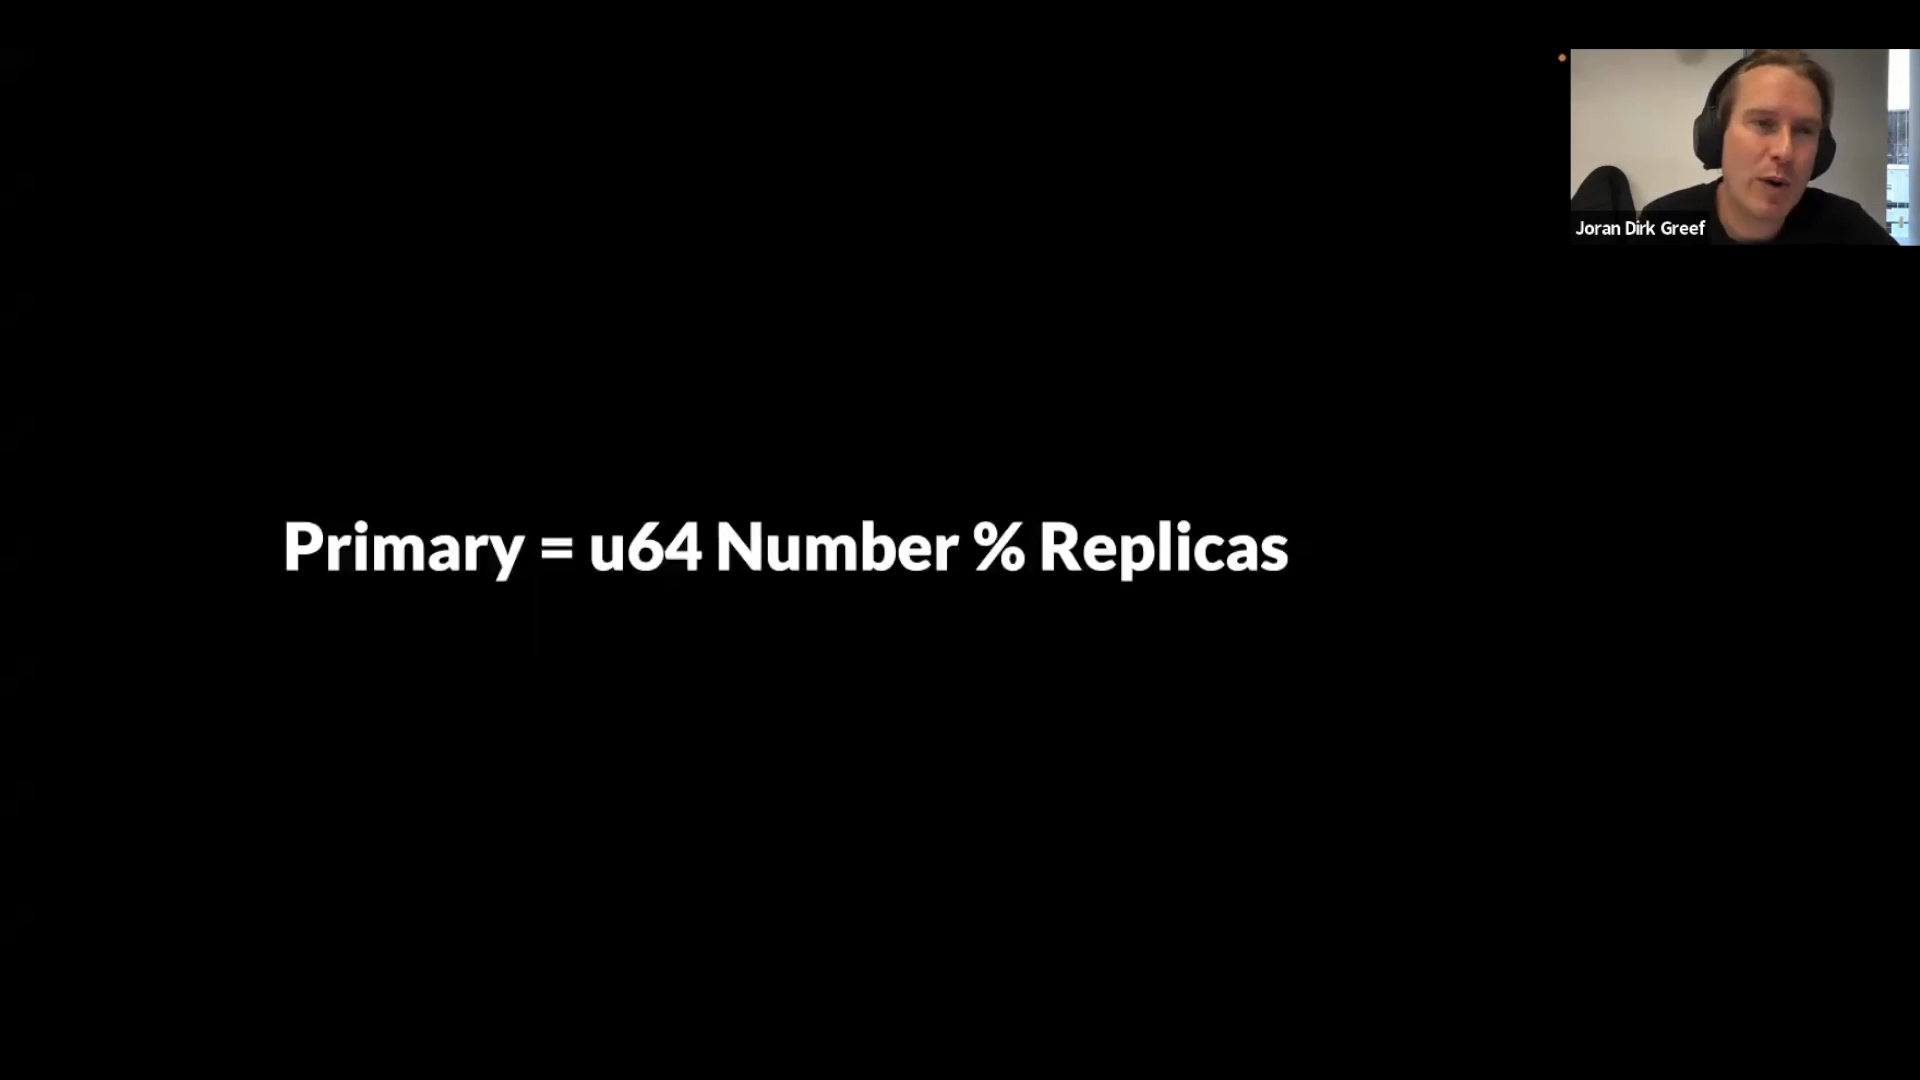 Joran Dirk Greef
Primary = u64 Number % Replicas